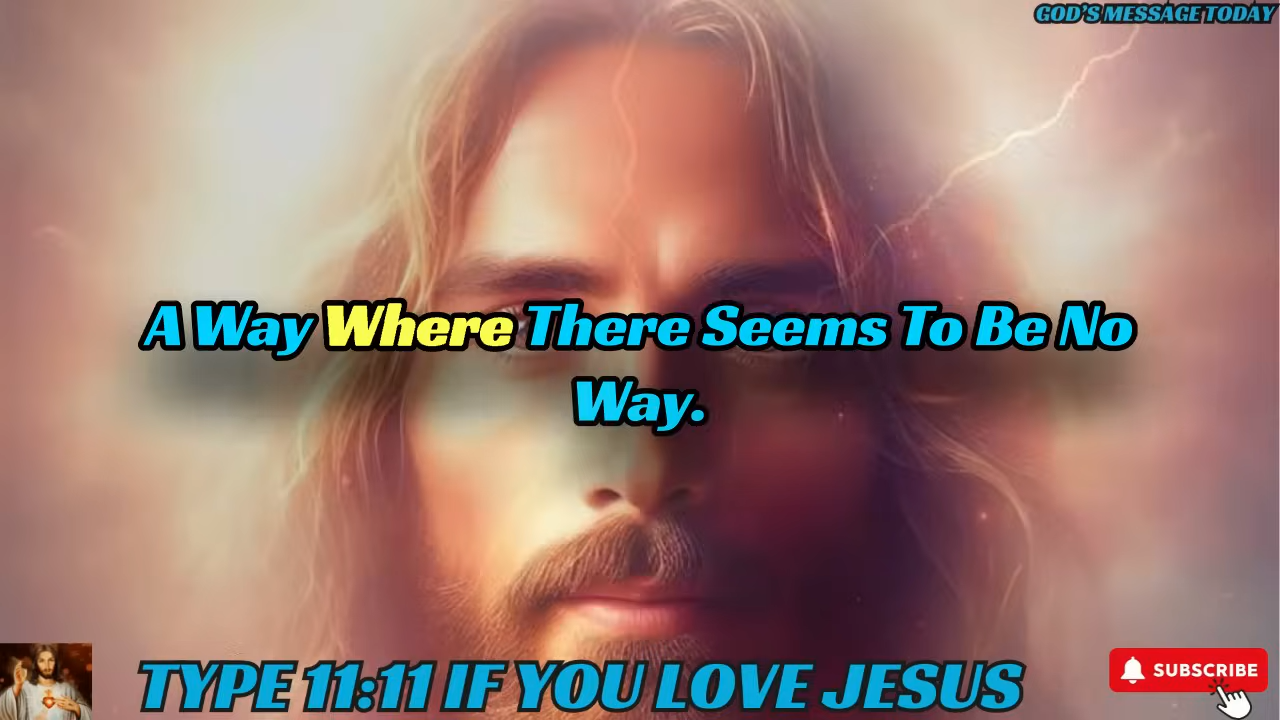 GOD'S MESSAGE TODAY
A Way Where There Seems To Be No
Way.
TYPE 11:11 IF YOU LOVE JESUS
SUBSCRIBE